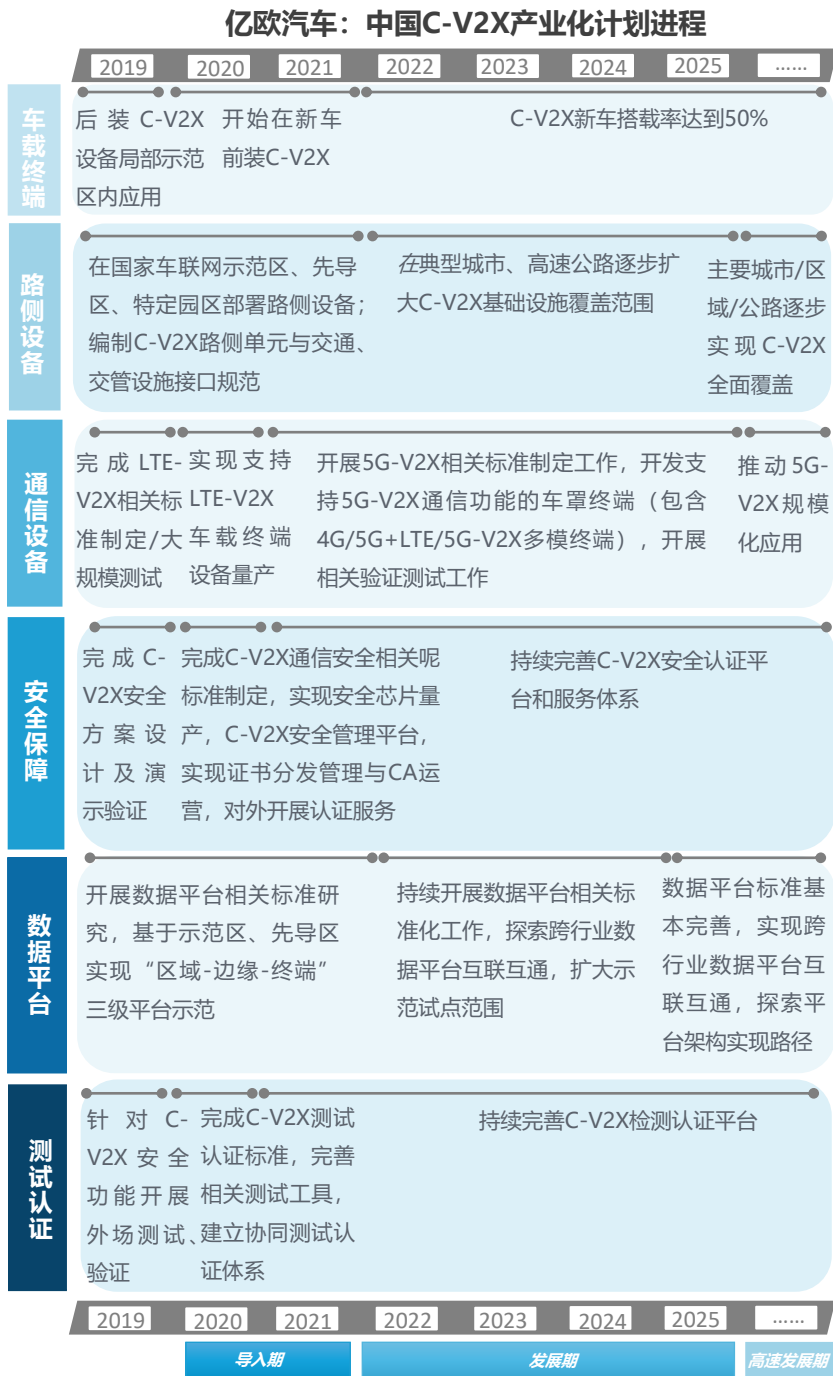 亿欧汽车：中国C-V2X产业化计划进程
2019 2020 2021 2022 2023 2024 2025 ……
车载终端
后装C-V2X
设备局部示范
区内应用
开始在新车
前装C-V2X
C-V2X新车搭载率达到50%
路侧设备
在国家车联网示范区、先导
区、特定园区部署路侧设备；
编制C-V2X路侧单元与交通、
交管设施接口规范
在典型城市、高速公路逐步扩
大C-V2X基础设施覆盖范围
主要城市/区
域/公路逐步
实现C-V2X
全面覆盖
通信设备
完成LTE-
V2X相关标
准制定/大
规模测试
实现支持
LTE-V2X
车载终端
设备量产
开展5G-V2X相关标准制定工作，开发支
持5G-V2X通信功能的车罩终端（包含
4G/5G+LTE/5G-V2X多模终端），开展
相关验证测试工作
推动5G-
V2X规模
化应用
安全保障
完成C-
V2X安全
方案设
计及演
示验证
完成C-V2X通信安全相关呢
标准制定，实现安全芯片量
产，C-V2X安全管理平台，
实现证书分发管理与CA运
营，对外开展认证服务
持续完善C-V2X安全认证平
台和服务体系
数据平台
开展数据平台相关标准研
究，基于示范区、先导区
实现“区域-边缘-终端”
三级平台示范
持续开展数据平台相关标
准化工作，探索跨行业数
据平台互联互通，扩大示
范试点范围
数据平台标准基
本完善，实现跨
行业数据平台互
联互通，探索平
台架构实现路径
测试认证
针对C-
V2X安全
功能开展
外场测试、
验证
完成C-V2X测试
认证标准，完善
相关测试工具，
建立协同测试认
证体系
持续完善C-V2X检测认证平台
2019 2020 2021 2022 2023 2024 2025 ……
导入期 发展期 高速发展期